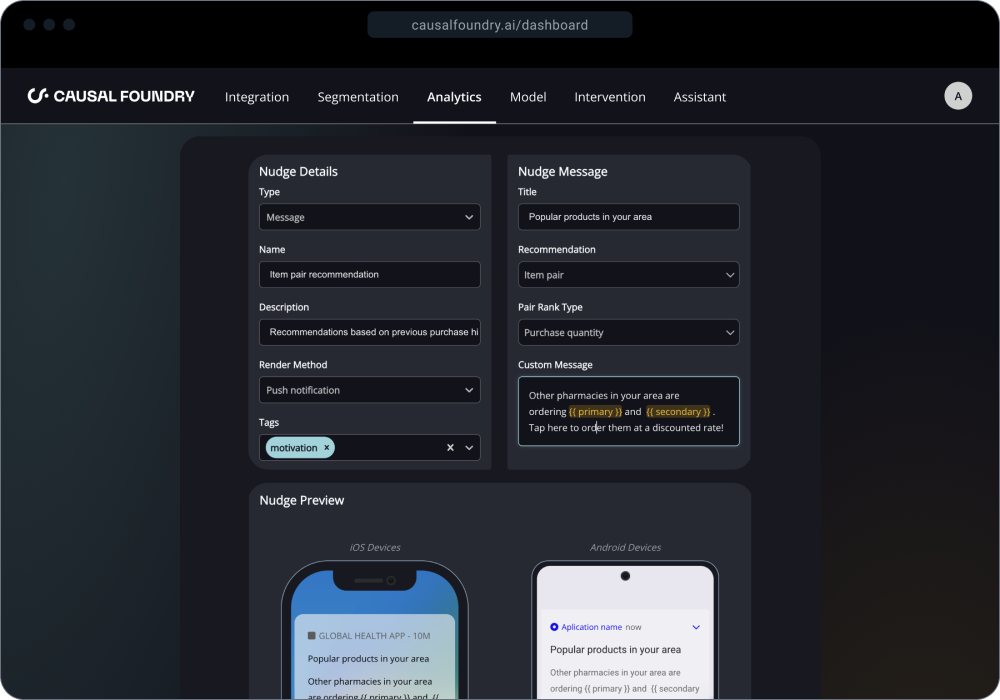 causalfoundry.ai/dashboard
CAUSAL FOUNDRY
Integration
Segmentation
Analytics
Model
Intervention
Assistant
A
Nudge Details
Type
Message
Name
Item pair recommendation
Description
Recommendations based on previous purchase hi
Render Method
Push notification
Tags
motivation ×
Nudge Message
Title
Popular products in your area
Recommendation
Item pair
Pair Rank Type
Purchase quantity
Custom Message
Other pharmacies in your area are
ordering {{ primary }} and {{ secondary }} .
Tap here to order them at a discounted rate!
Nudge Preview
iOS Devices
GLOBAL HEALTH APP - 10M
Popular products in your area
Other pharmacies in your area are
are ordering {{ primary }} and {{
Android Devices
Aplication name now
Popular products in your area
Other pharmacies in your area are
ordering {{ primary }} and {{ secondary